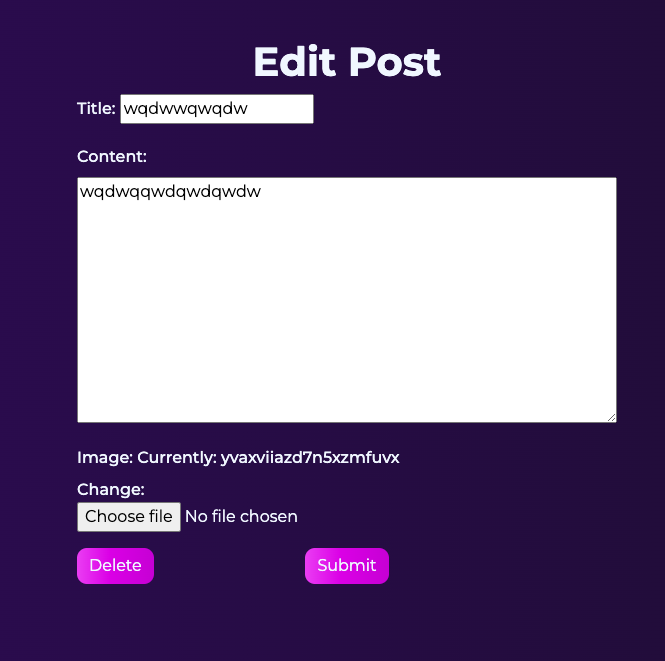 Edit Post
Title: wqdwwqwqdw
Content:
wqdwqqwdqwdqwdw
Image: Currently: yvaxviiazd7n5xzmfuvx
Change:
Choose file No file chosen
Delete Submit